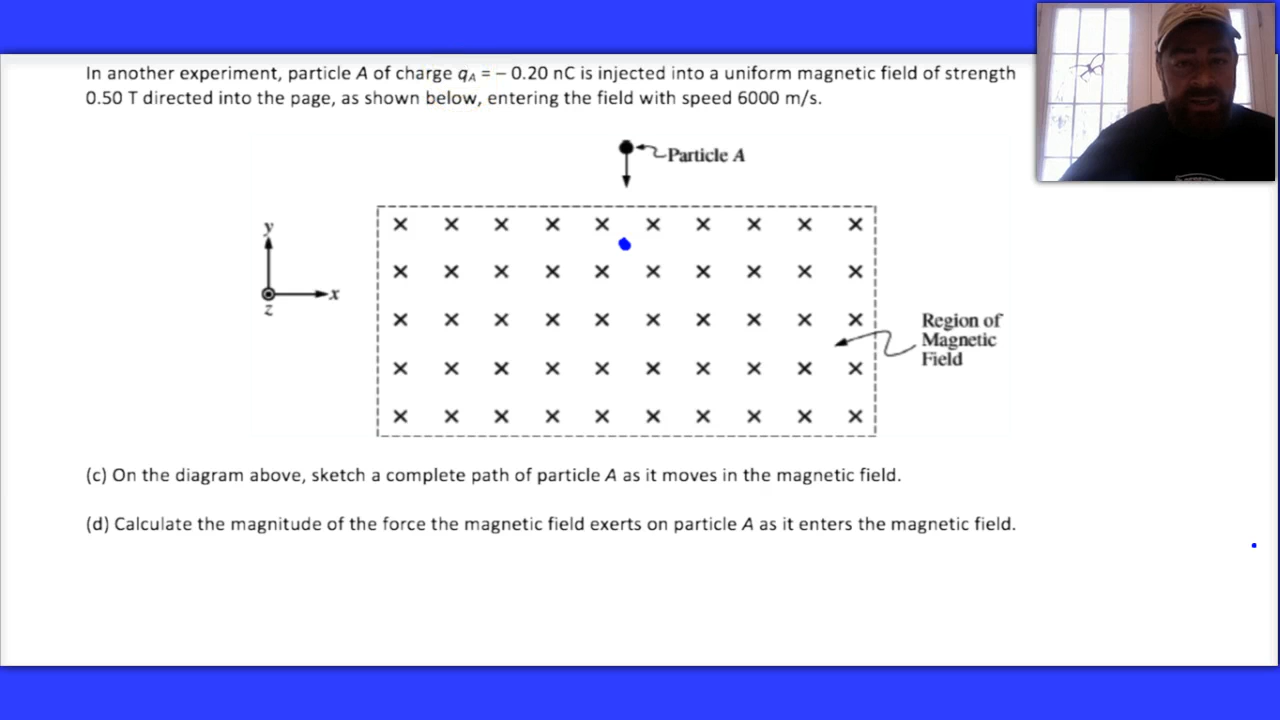 In another experiment, particle A of charge qA = – 0.20 nC is injected into a uniform magnetic field of strength
0.50 T directed into the page, as shown below, entering the field with speed 6000 m/s.
Particle A
y
x
z
× × × × × × × × × ×
× × × × × × × × × ×
× × × × × × × × × ×
× × × × × × × × × ×
× × × × × × × × × ×
Region of
Magnetic
Field
(c) On the diagram above, sketch a complete path of particle A as it moves in the magnetic field.
(d) Calculate the magnitude of the force the magnetic field exerts on particle A as it enters the magnetic field.